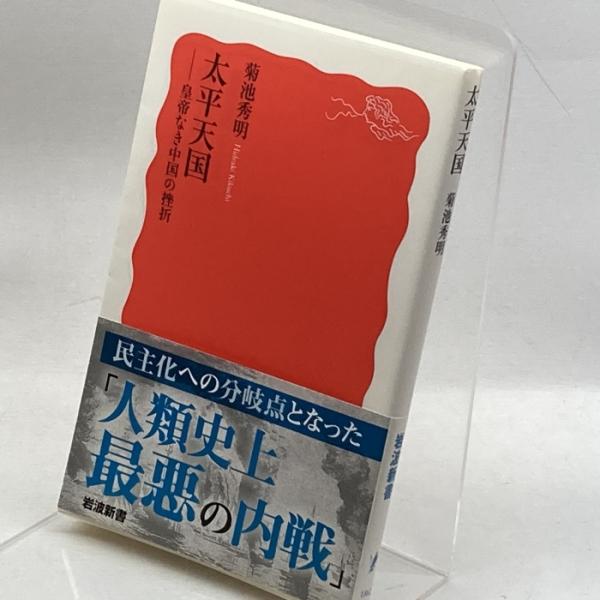 太平天国
――皇帝なき中国の挫折
菊池秀明
Hideaki Kikuchi
民主化への分岐点となった
「人類史上
最悪の内戦」
岩波新書
太平天国
菊池秀明
岩波新書